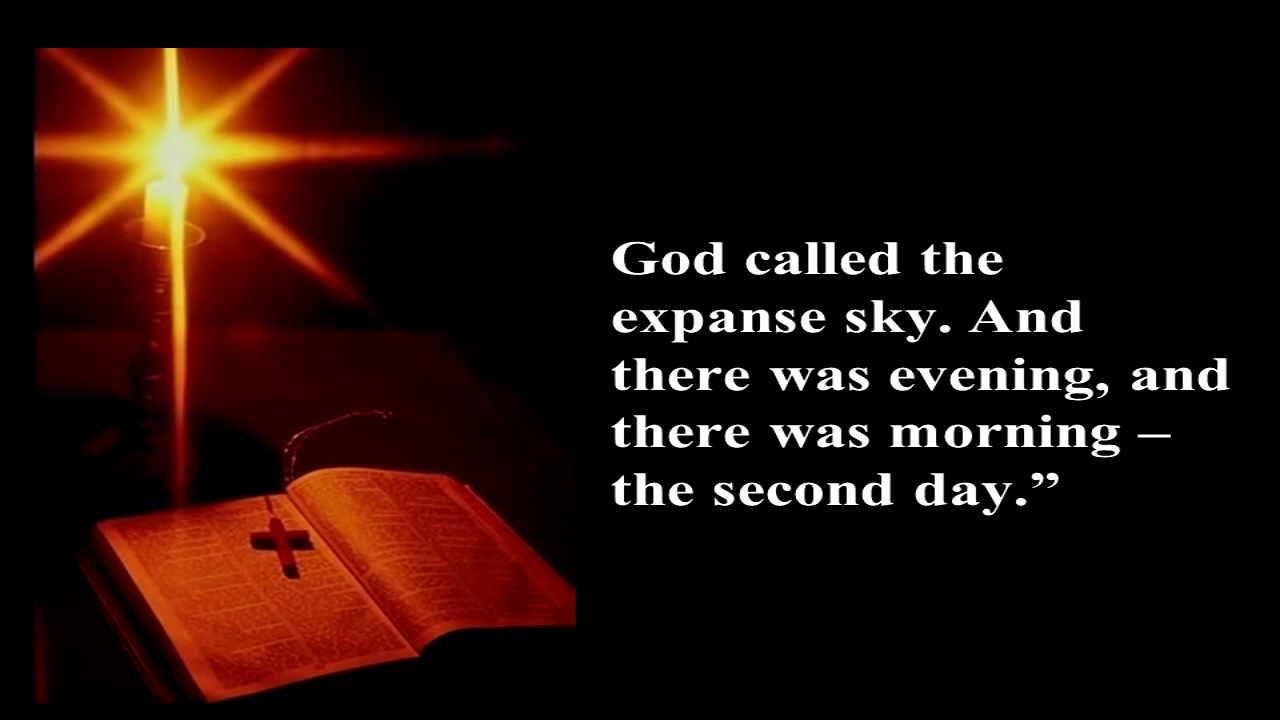 God called the
expanse sky. And
there was evening, and
there was morning –
the second day.”